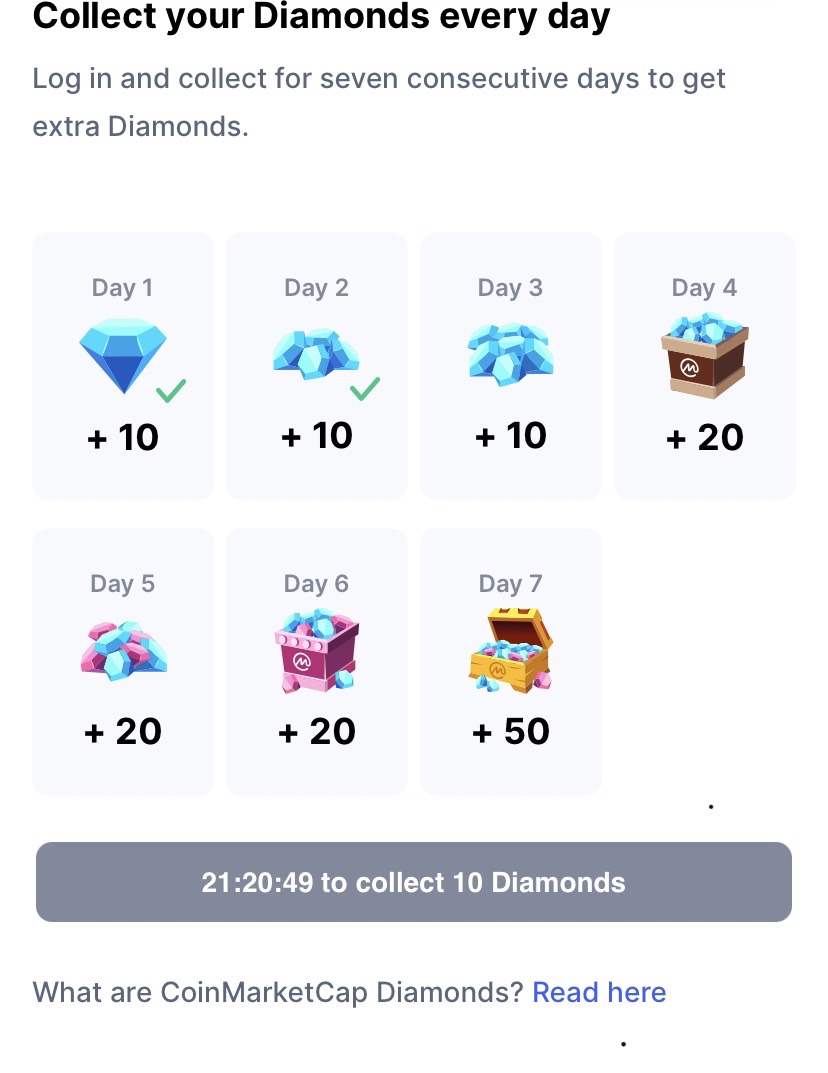 Collect your Diamonds every day
Log in and collect for seven consecutive days to get
extra Diamonds.
Day 1
+ 10
Day 2
+ 10
Day 3
+ 10
Day 4
+ 20
Day 5
+ 20
Day 6
+ 20
Day 7
+ 50
21:20:49 to collect 10 Diamonds
What are CoinMarketCap Diamonds? Read here